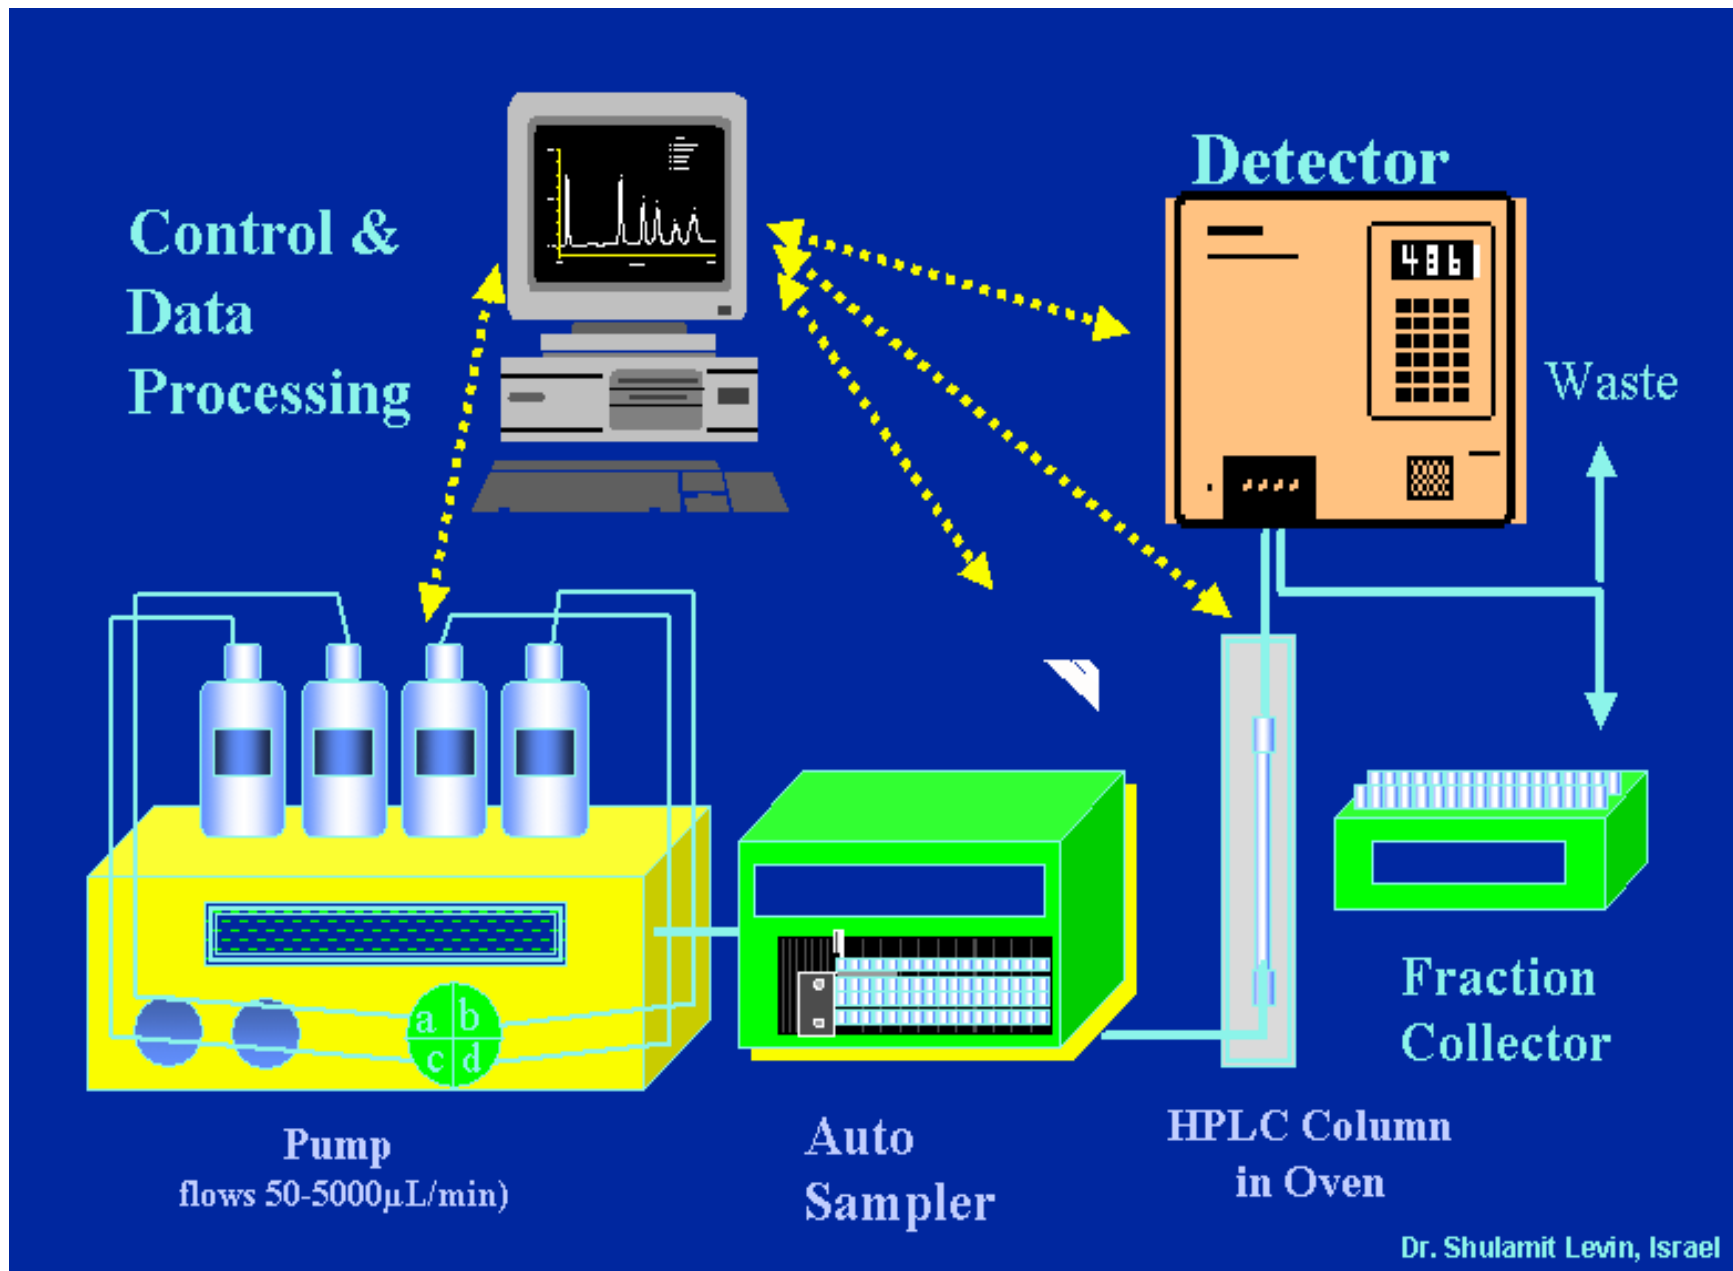 Control &
Data
Processing
Detector
486
Waste
a b
c d
Fraction
Collector
Pump
flows 50-5000µL/min)
Auto
Sampler
HPLC Column
in Oven
Dr. Shulamit Levin, Israel